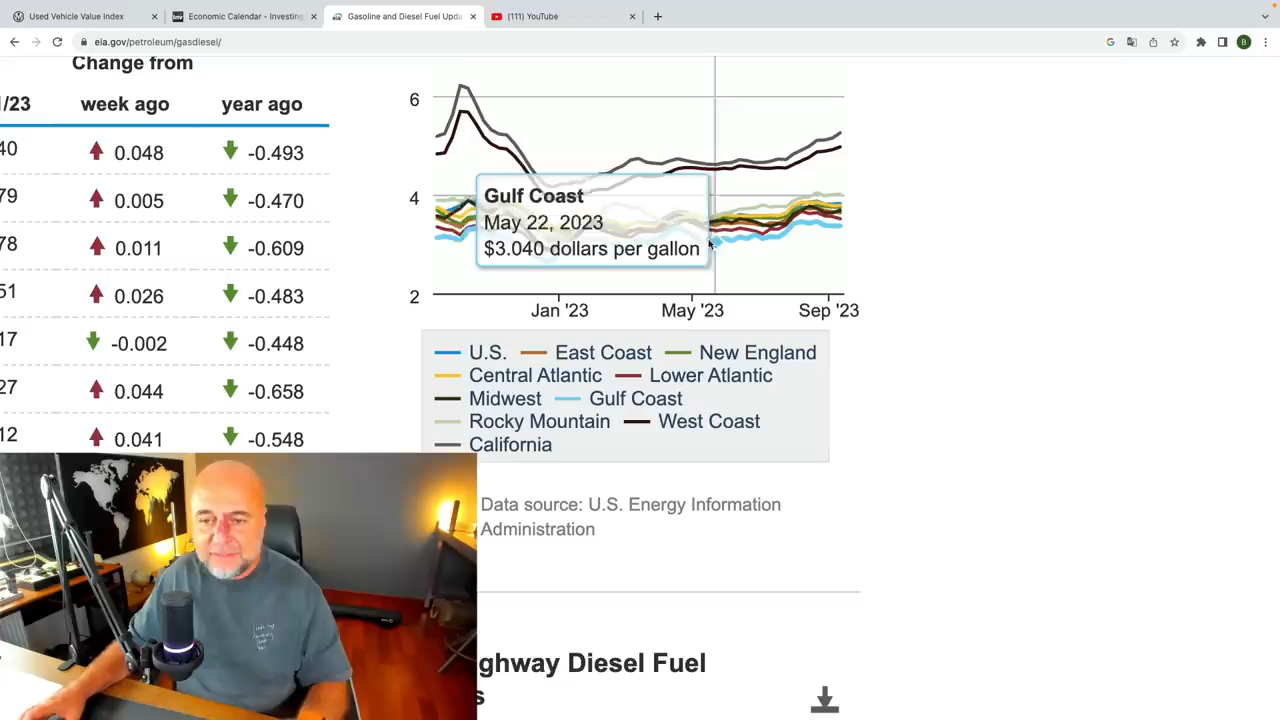 Used Vehicle Value Index
Economic Calendar - Investing
Gasoline and Diesel Fuel Upda
(111) YouTube
eia.gov/petroleum/gasdiesel/
B
Change from
/23 week ago year ago
40 0.048 -0.493
79 0.005 -0.470
78 0.011 -0.609
51 0.026 -0.483
17 -0.002 -0.448
27 0.044 -0.658
12 0.041 -0.548
6
4
2
Gulf Coast
May 22, 2023
$3.040 dollars per gallon
Jan '23 May '23 Sep '23
U.S. East Coast New England
Central Atlantic Lower Atlantic
Midwest Gulf Coast
Rocky Mountain West Coast
California
Data source: U.S. Energy Information
Administration
ghway Diesel Fuel
s